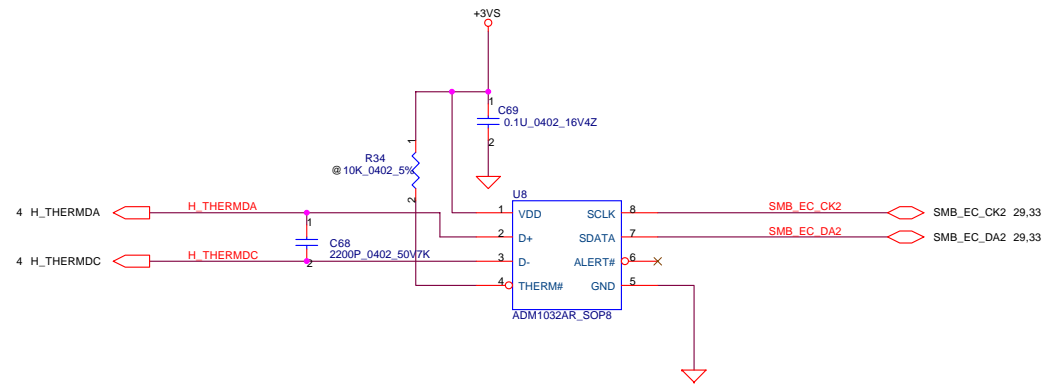 +3VS
1
C69
0.1U_0402_16V4Z
2
1
R34
@ 10K_0402_5%
2
U8
4 H_THERMDA
H_THERMDA
1 VDD
SCLK 8
SMB_EC_CK2
SMB_EC_CK2 29,33
1
C68
2200P_0402_50V7K
2
2 D+
SDATA 7
SMB_EC_DA2
SMB_EC_DA2 29,33
4 H_THERMDC
H_THERMDC
3 D-
ALERT# 6
4 THERM#
GND 5
ADM1032AR_SOP8